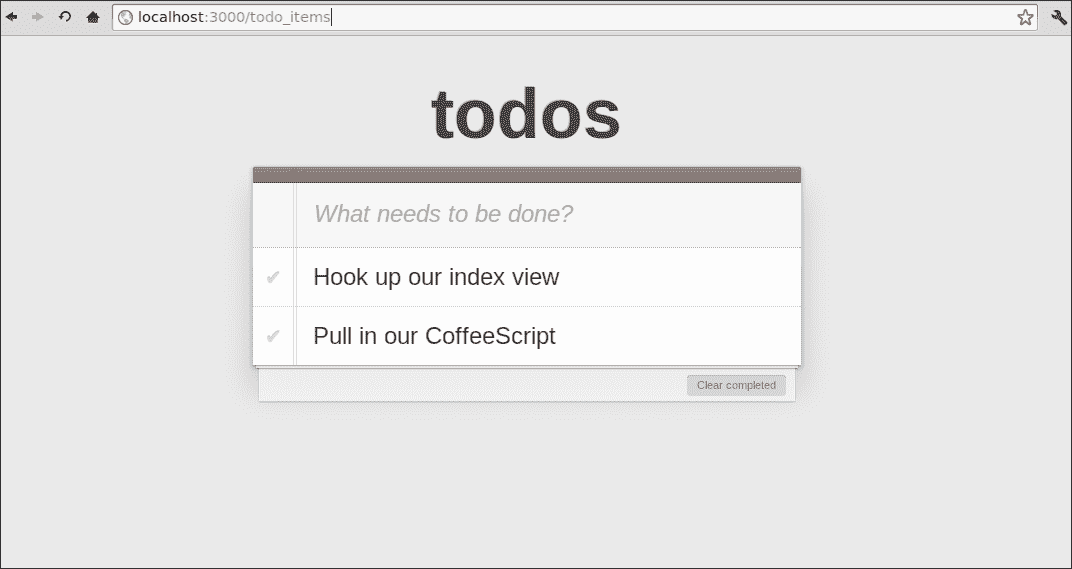 localhost:3000/todo_items
todos
What needs to be done?
Hook up our index view
Pull in our CoffeeScript
Clear completed